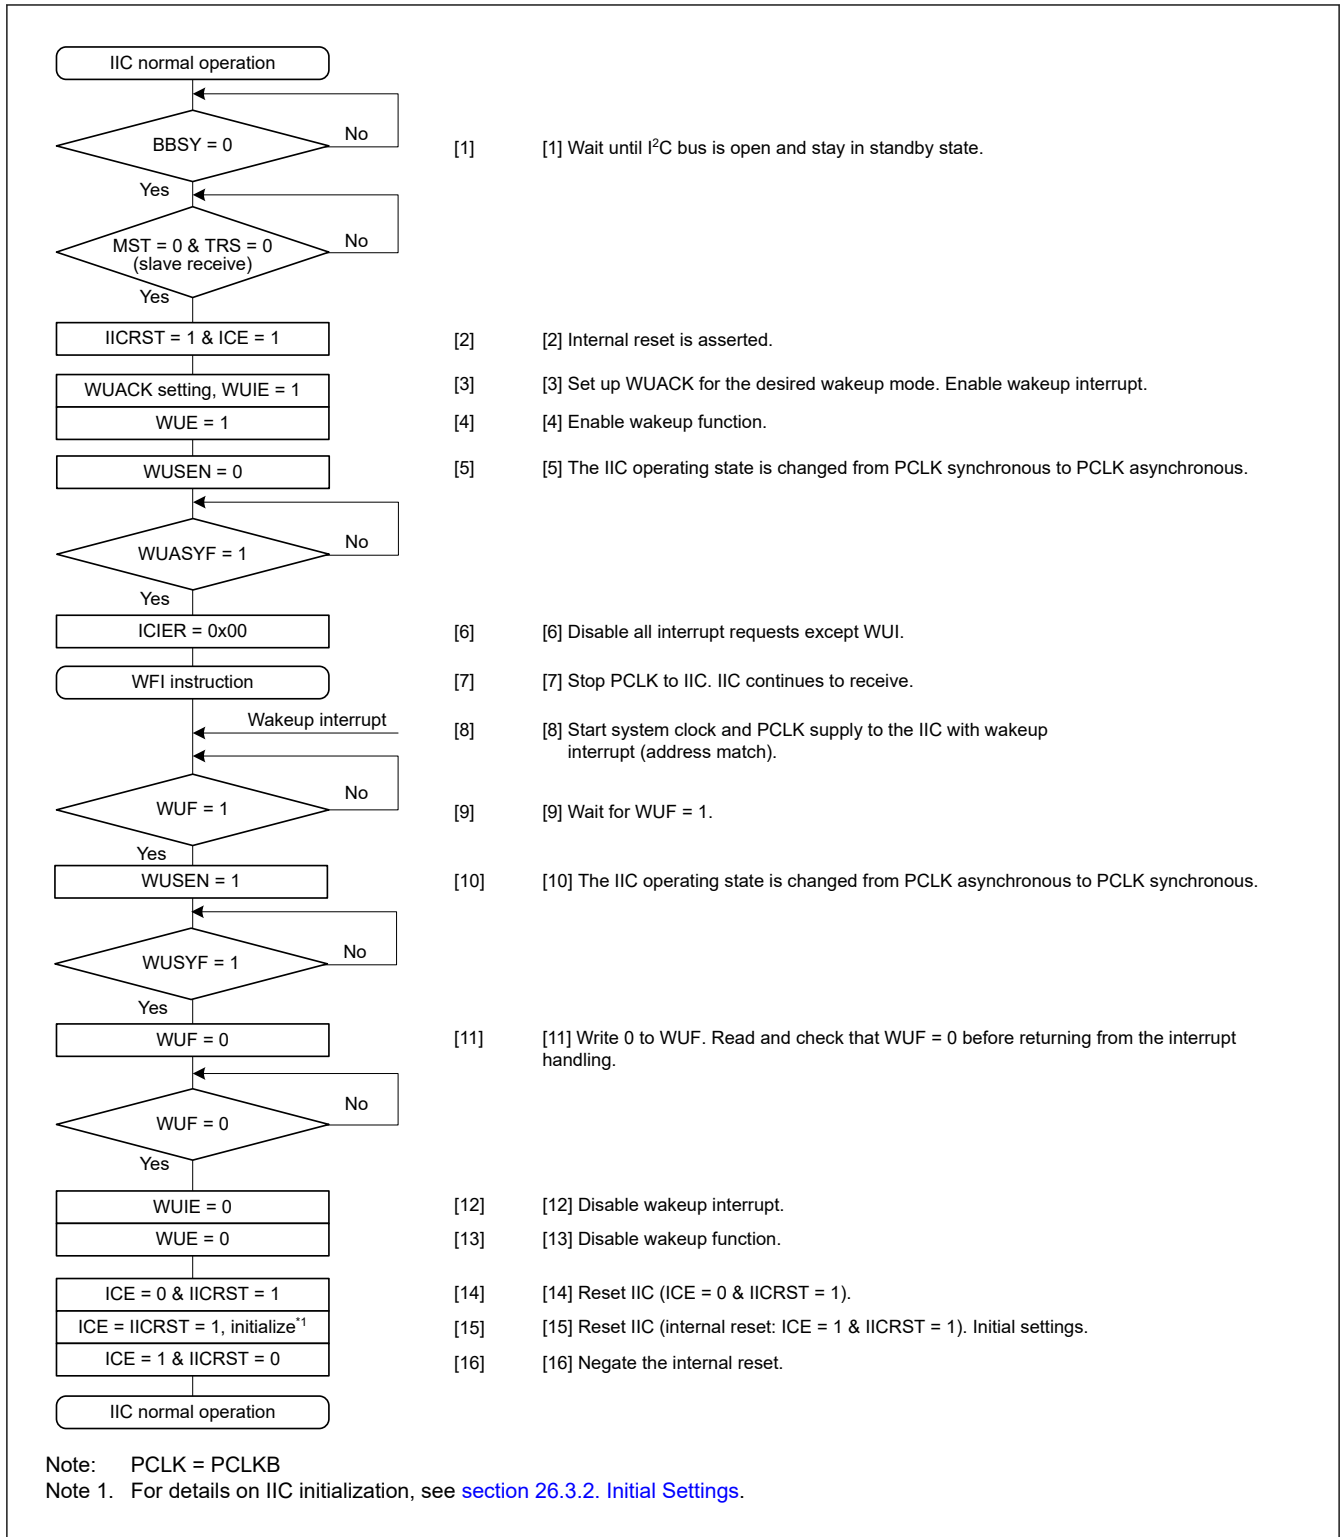 IIC normal operation
BBSY = 0
No
[1] [1] Wait until I²C bus is open and stay in standby state.
Yes
MST = 0 & TRS = 0
(slave receive)
No
Yes
IICRST = 1 & ICE = 1 [2] [2] Internal reset is asserted.
WUACK setting, WUIE = 1 [3] [3] Set up WUACK for the desired wakeup mode. Enable wakeup interrupt.
WUE = 1 [4] [4] Enable wakeup function.
WUSEN = 0 [5] [5] The IIC operating state is changed from PCLK synchronous to PCLK asynchronous.
WUASYF = 1
No
Yes
ICIER = 0x00 [6] [6] Disable all interrupt requests except WUI.
WFI instruction [7] [7] Stop PCLK to IIC. IIC continues to receive.
Wakeup interrupt [8] [8] Start system clock and PCLK supply to the IIC with wakeup
interrupt (address match).
WUF = 1
No
[9] [9] Wait for WUF = 1.
Yes
WUSEN = 1 [10] [10] The IIC operating state is changed from PCLK asynchronous to PCLK synchronous.
WUSYF = 1
No
Yes
WUF = 0 [11] [11] Write 0 to WUF. Read and check that WUF = 0 before returning from the interrupt
handling.
WUF = 0
No
Yes
WUIE = 0 [12] [12] Disable wakeup interrupt.
WUE = 0 [13] [13] Disable wakeup function.
ICE = 0 & IICRST = 1 [14] [14] Reset IIC (ICE = 0 & IICRST = 1).
ICE = IICRST = 1, initialize*1 [15] [15] Reset IIC (internal reset: ICE = 1 & IICRST = 1). Initial settings.
ICE = 1 & IICRST = 0 [16] [16] Negate the internal reset.
IIC normal operation
Note: PCLK = PCLKB
Note 1. For details on IIC initialization, see section 26.3.2. Initial Settings.